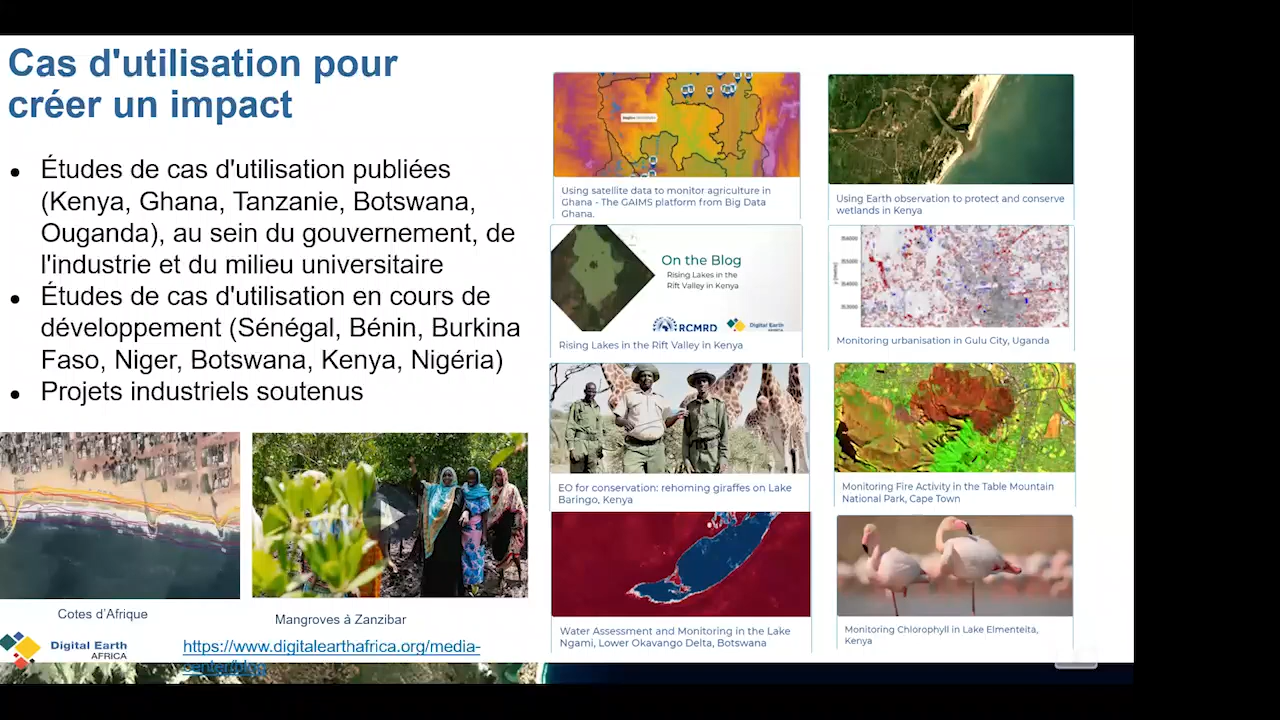 Cas d'utilisation pour
créer un impact
• Études de cas d'utilisation publiées
(Kenya, Ghana, Tanzanie, Botswana,
Ouganda), au sein du gouvernement, de
l'industrie et du milieu universitaire
• Études de cas d'utilisation en cours de
développement (Sénégal, Bénin, Burkina
Faso, Niger, Botswana, Kenya, Nigéria)
• Projets industriels soutenus
Cotes d'Afrique
Mangroves à Zanzibar
Digital Earth
AFRICA
https://www.digitalearthafrica.org/media-
center/blog
Using satellite data to monitor agriculture in
Ghana - The GAIMS platform from Big Data
Ghana.
Using Earth observation to protect and conserve
wetlands in Kenya
On the Blog
Rising Lakes in the
Rift Valley in Kenya
RCMRD
Digital Earth
Rising Lakes in the Rift Valley in Kenya
Monitoring urbanisation in Gulu City, Uganda
EO for conservation: rehoming giraffes on Lake
Baringo, Kenya
Monitoring Fire Activity in the Table Mountain
National Park, Cape Town
Water Assessment and Monitoring in the Lake
Ngami, Lower Okavango Delta, Botswana
Monitoring Chlorophyll in Lake Elmenteita,
Kenya